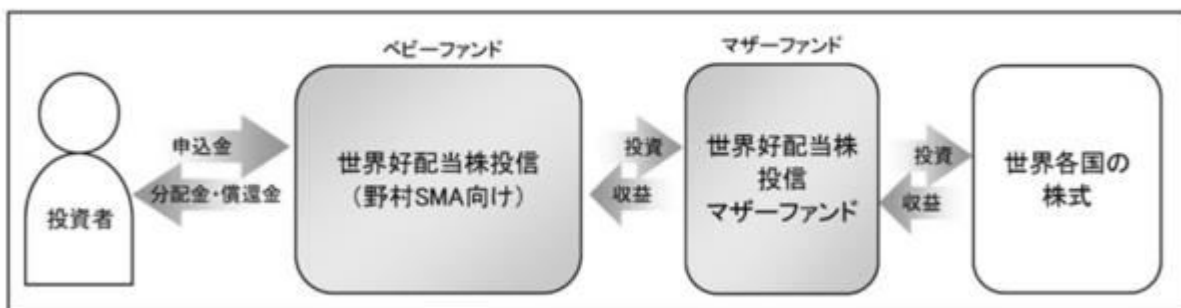 ベビーファンド
マザーファンド
投資者
申込金
分配金・償還金
世界好配当株投信
(野村SMA向け)
投資
収益
世界好配当株
投信
マザーファンド
投資
収益
世界各国の
株式